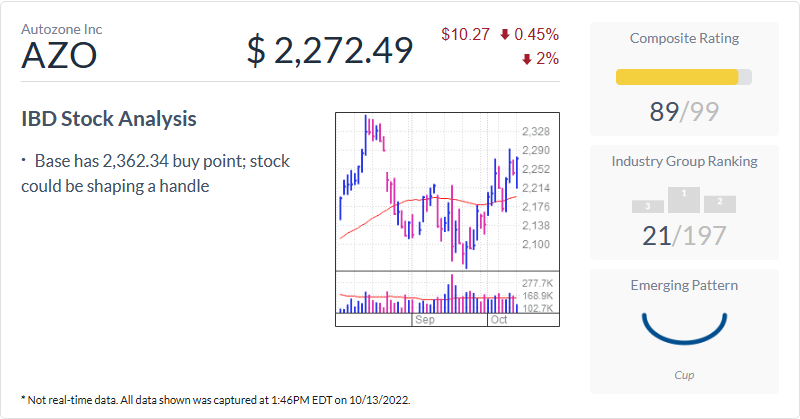 Autozone Inc
AZO
$ 2,272.49
$10.27 0.45%
2%
IBD Stock Analysis
· Base has 2,362.34 buy point; stock
could be shaping a handle
2,328
2,290
2,252
2,214
2,176
2,138
2,100
277.7K
168.9K
102.7K
Sep
Oct
Composite Rating
89/99
Industry Group Ranking
3
1
2
21/197
Emerging Pattern
Cup
* Not real-time data. All data shown was captured at 1:46PM EDT on 10/13/2022.